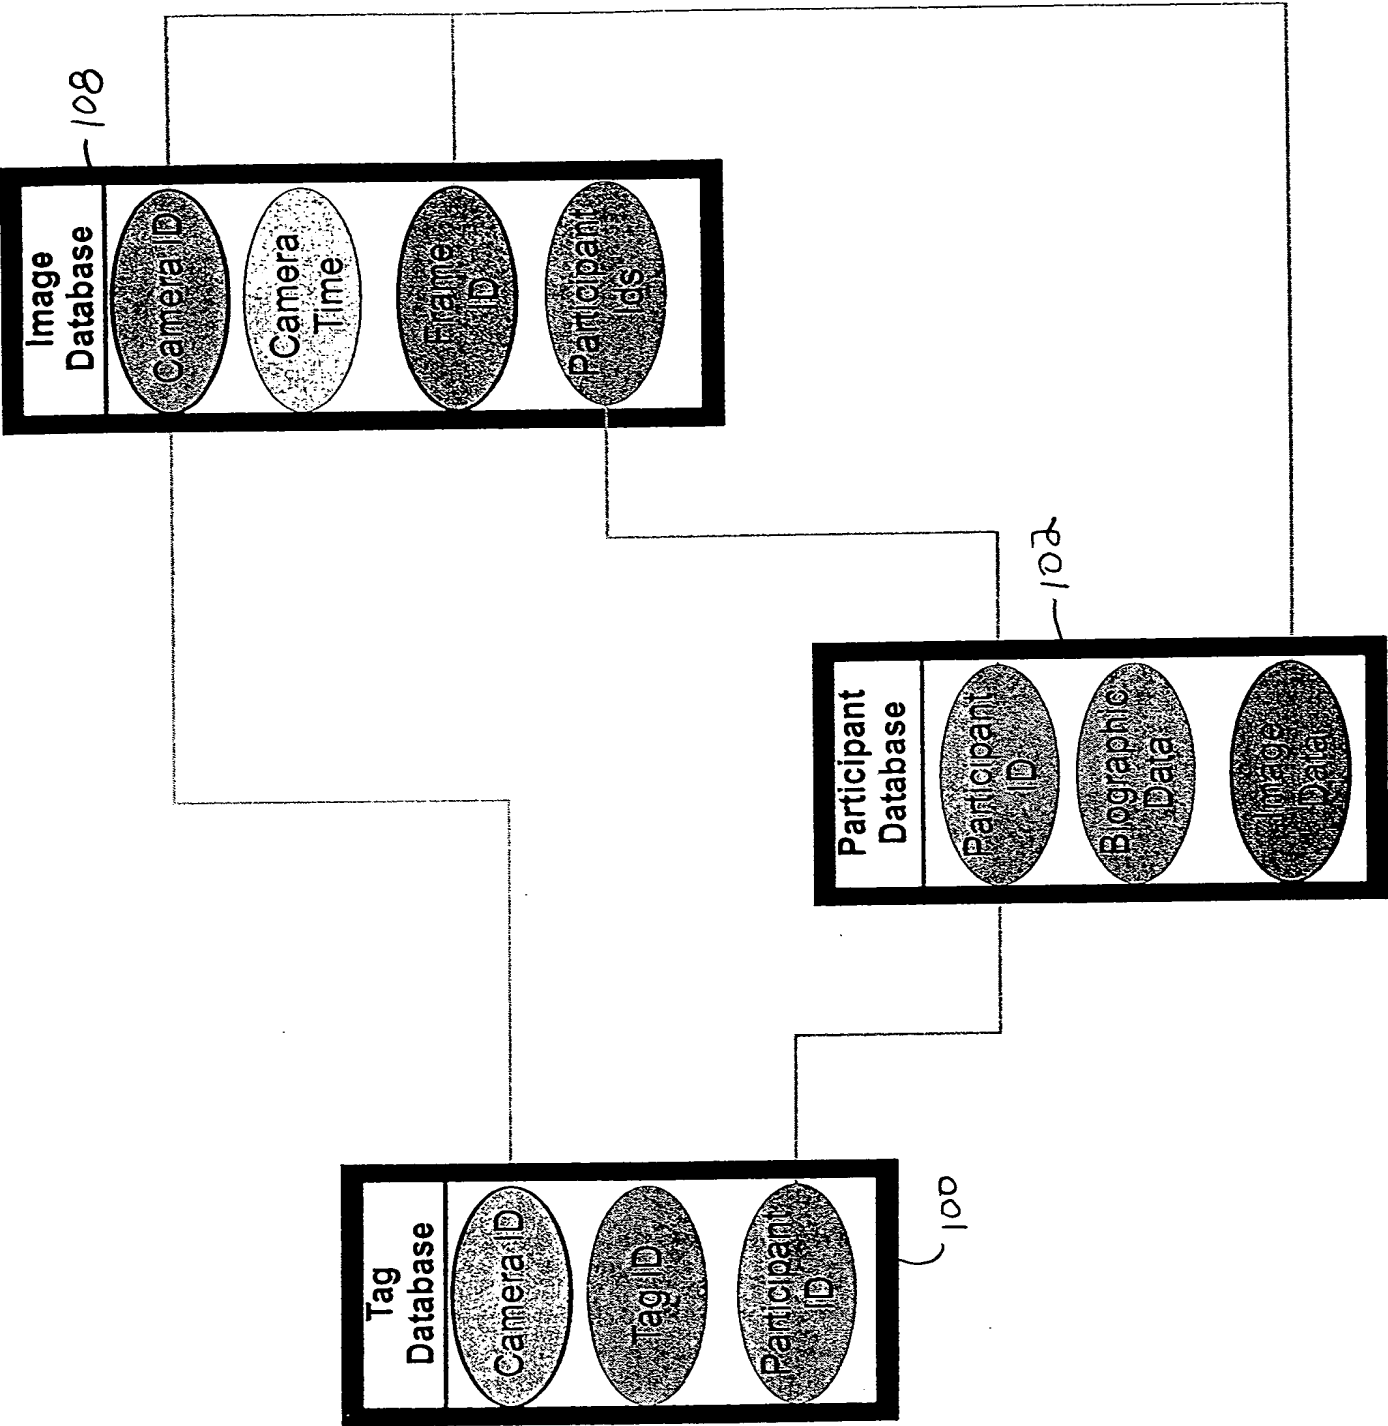 Tag
Database
Camera ID
Tag ID
Participant
ID
100
Participant
Database
Participant
ID
Biographic
Data
Image
Data
102
Image
Database
Camera ID
Camera
Time
Frame
ID
Participant
Ids
108